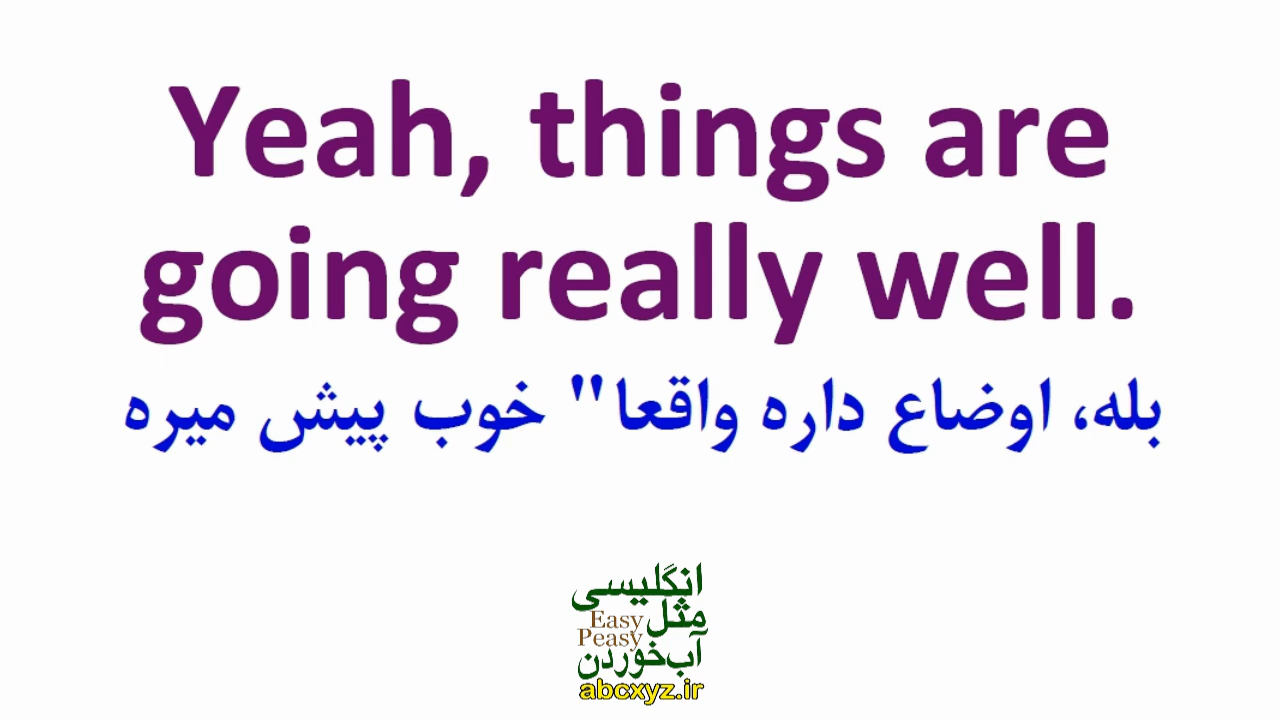 Yeah, things are
going really well.
بله، اوضاع داره واقعا" خوب پیش میره
انگلیسی
مثل
Easy
Peasy
آب‌خوردن
abcxyz.ir